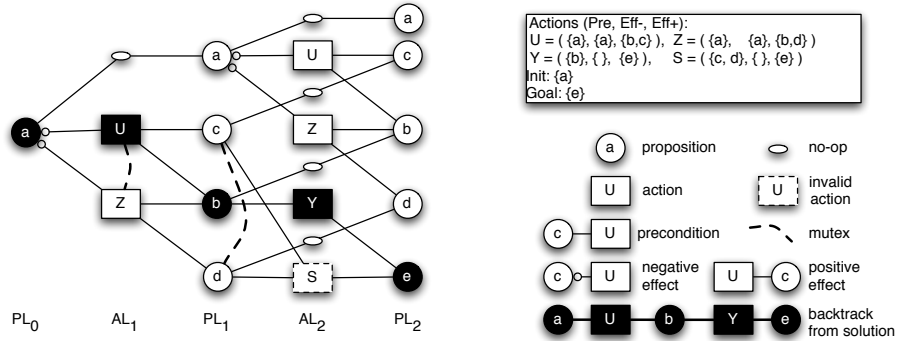 a
a
U
c
a
U
c
Z
b
Z
b
Y
d
d
S
e
PL0
AL1
PL1
AL2
PL2
Actions (Pre, Eff-, Eff+):
U = ( {a}, {a}, {b,c} ), Z = ( {a}, {a}, {b,d} )
Y = ( {b}, { }, {e} ), S = ( {c, d}, { }, {e} )
Init: {a}
Goal: {e}
a proposition
no-op
U action
U invalid action
c U precondition
mutex
c U negative effect
U c positive effect
a U b Y e backtrack from solution